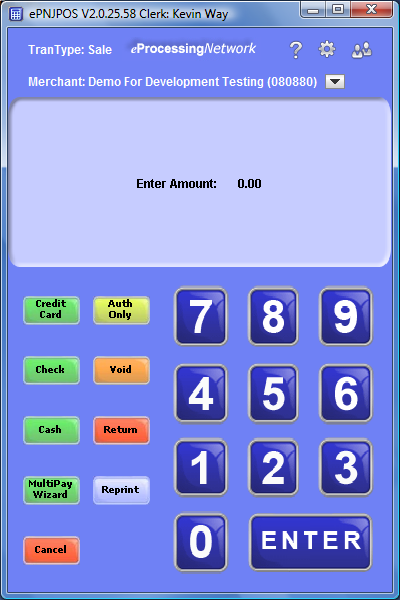 ePNJPOS V2.0.25.58 Clerk: Kevin Way
TranType: Sale eProcessingNetwork ?
Merchant: Demo For Development Testing (080880)
Enter Amount: 0.00
Credit Card
Auth Only
7 8 9
Check Void
4 5 6
Cash Return
1 2 3
MultiPay Wizard
Reprint
0 ENTER
Cancel